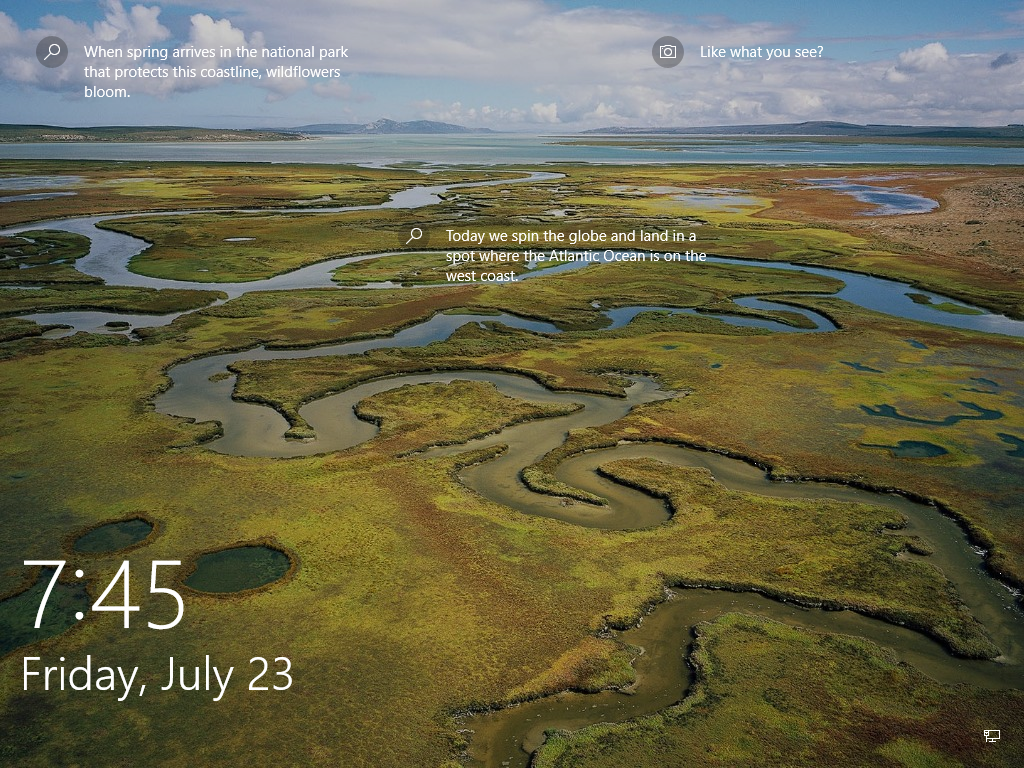 When spring arrives in the national park
that protects this coastline, wildflowers
bloom.
Like what you see?
Today we spin the globe and land in a
spot where the Atlantic Ocean is on the
west coast.
7:45
Friday, July 23